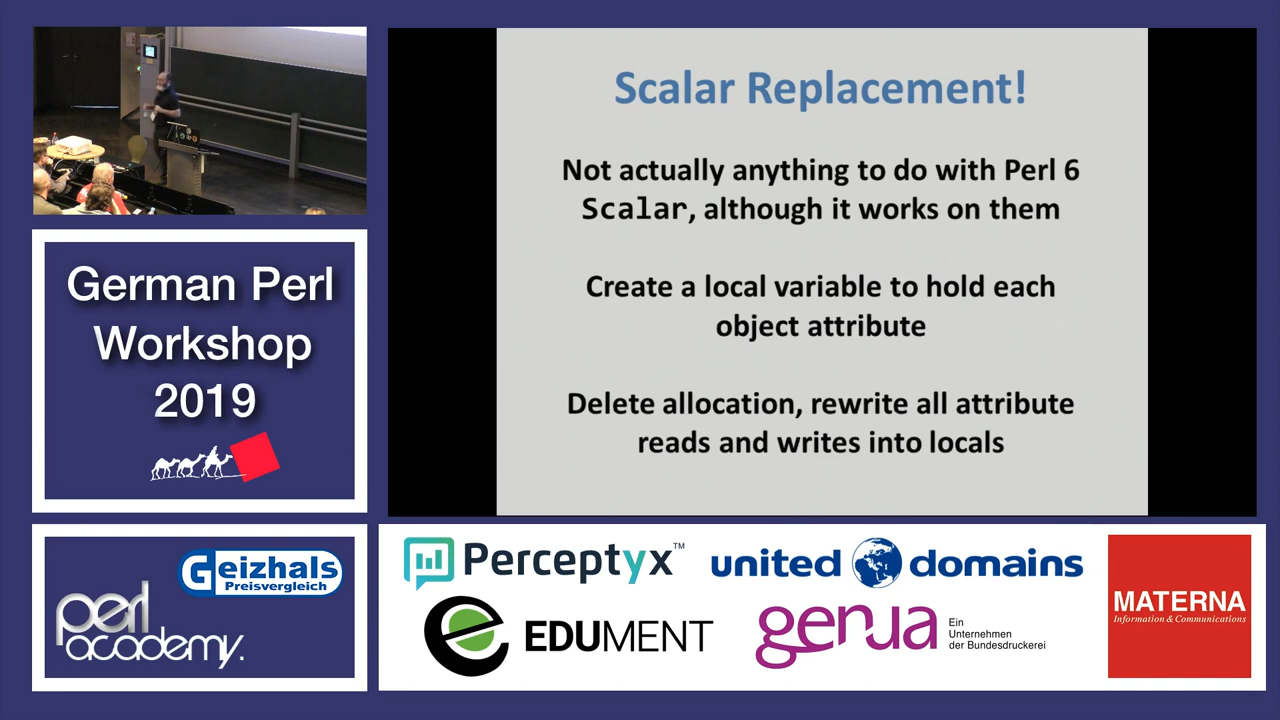 Scalar Replacement!
Not actually anything to do with Perl 6
Scalar, although it works on them
Create a local variable to hold each
object attribute
Delete allocation, rewrite all attribute
reads and writes into locals
German Perl
Workshop
2019
Geizhals
Preisvergleich
perl
academy.
Perceptyx™
united domains
EDUMENT
genua
Ein
Unternehmen
der Bundesdruckerei
MATERNA
Information & Communications